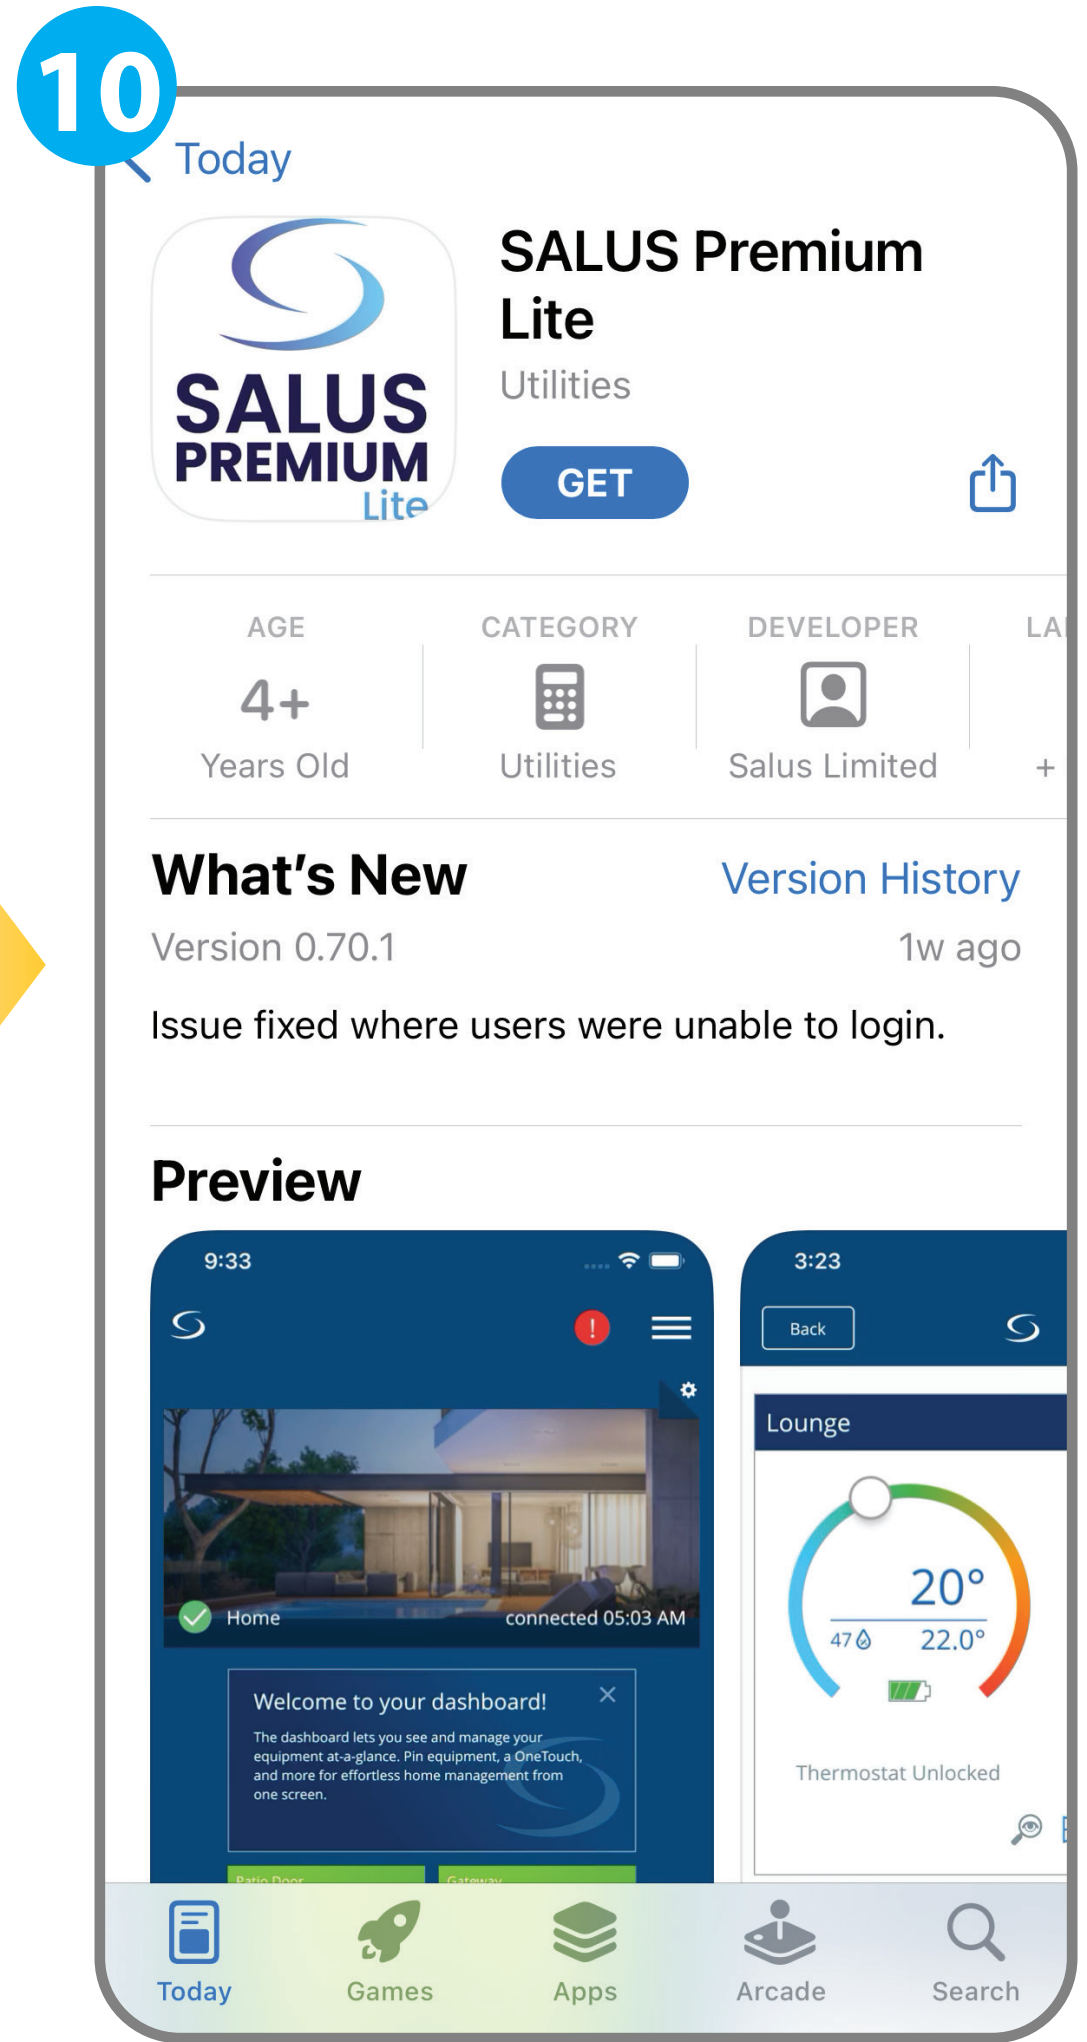 10
Today
SALUS
PREMIUM
Lite
SALUS Premium
Lite
Utilities
GET
AGE
4+
Years Old
CATEGORY
Utilities
DEVELOPER
Salus Limited
+
What's New
Version History
Version 0.70.1
1w ago
Issue fixed where users were unable to login.
Preview
9:33
Home
connected 05:03 AM
Welcome to your dashboard!
The dashboard lets you see and manage your
equipment at-a-glance. Pin equipment, a OneTouch,
and more for effortless home management from
one screen.
Patio Door
Gateway
3:23
Back
Lounge
20°
47
22.0°
Thermostat Unlocked
Today
Games
Apps
Arcade
Search